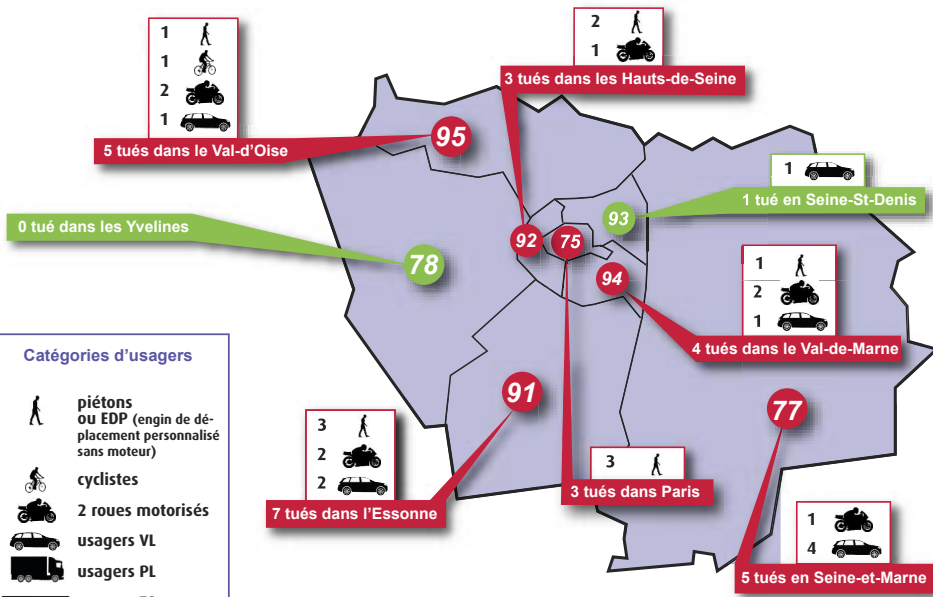 1
1
2
1
5 tués dans le Val-d'Oise
95
2
1
3 tués dans les Hauts-de-Seine
92
75
1
1 tué en Seine-St-Denis
93
0 tué dans les Yvelines
78
94
1
2
1
4 tués dans le Val-de-Marne
Catégories d'usagers
piétons
ou EDP (engin de dé-
placement personnalisé
sans moteur)
cyclistes
2 roues motorisés
usagers VL
usagers PL
91
3
2
2
7 tués dans l'Essonne
3
3 tués dans Paris
77
1
4
5 tués en Seine-et-Marne